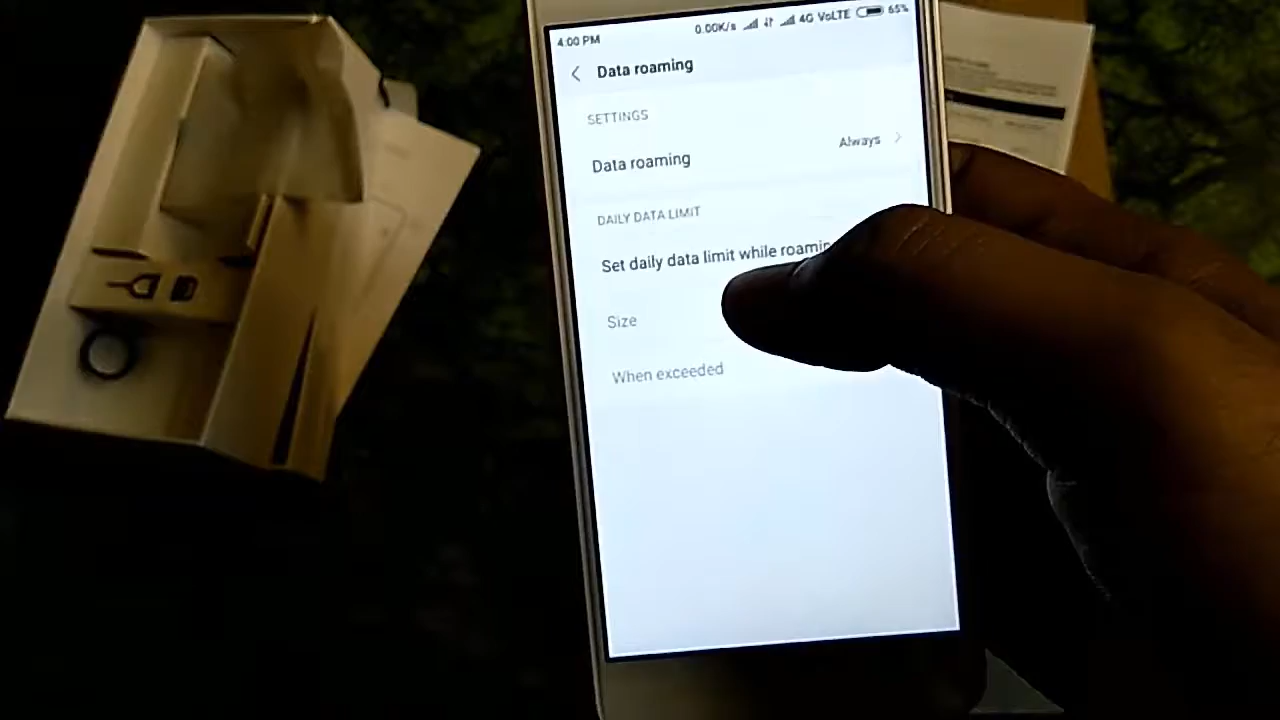 4:00 PM 0.00K/s 4G VoLTE 65%
Data roaming
SETTINGS
Data roaming Always
DAILY DATA LIMIT
Set daily data limit while
Size
When exceeded